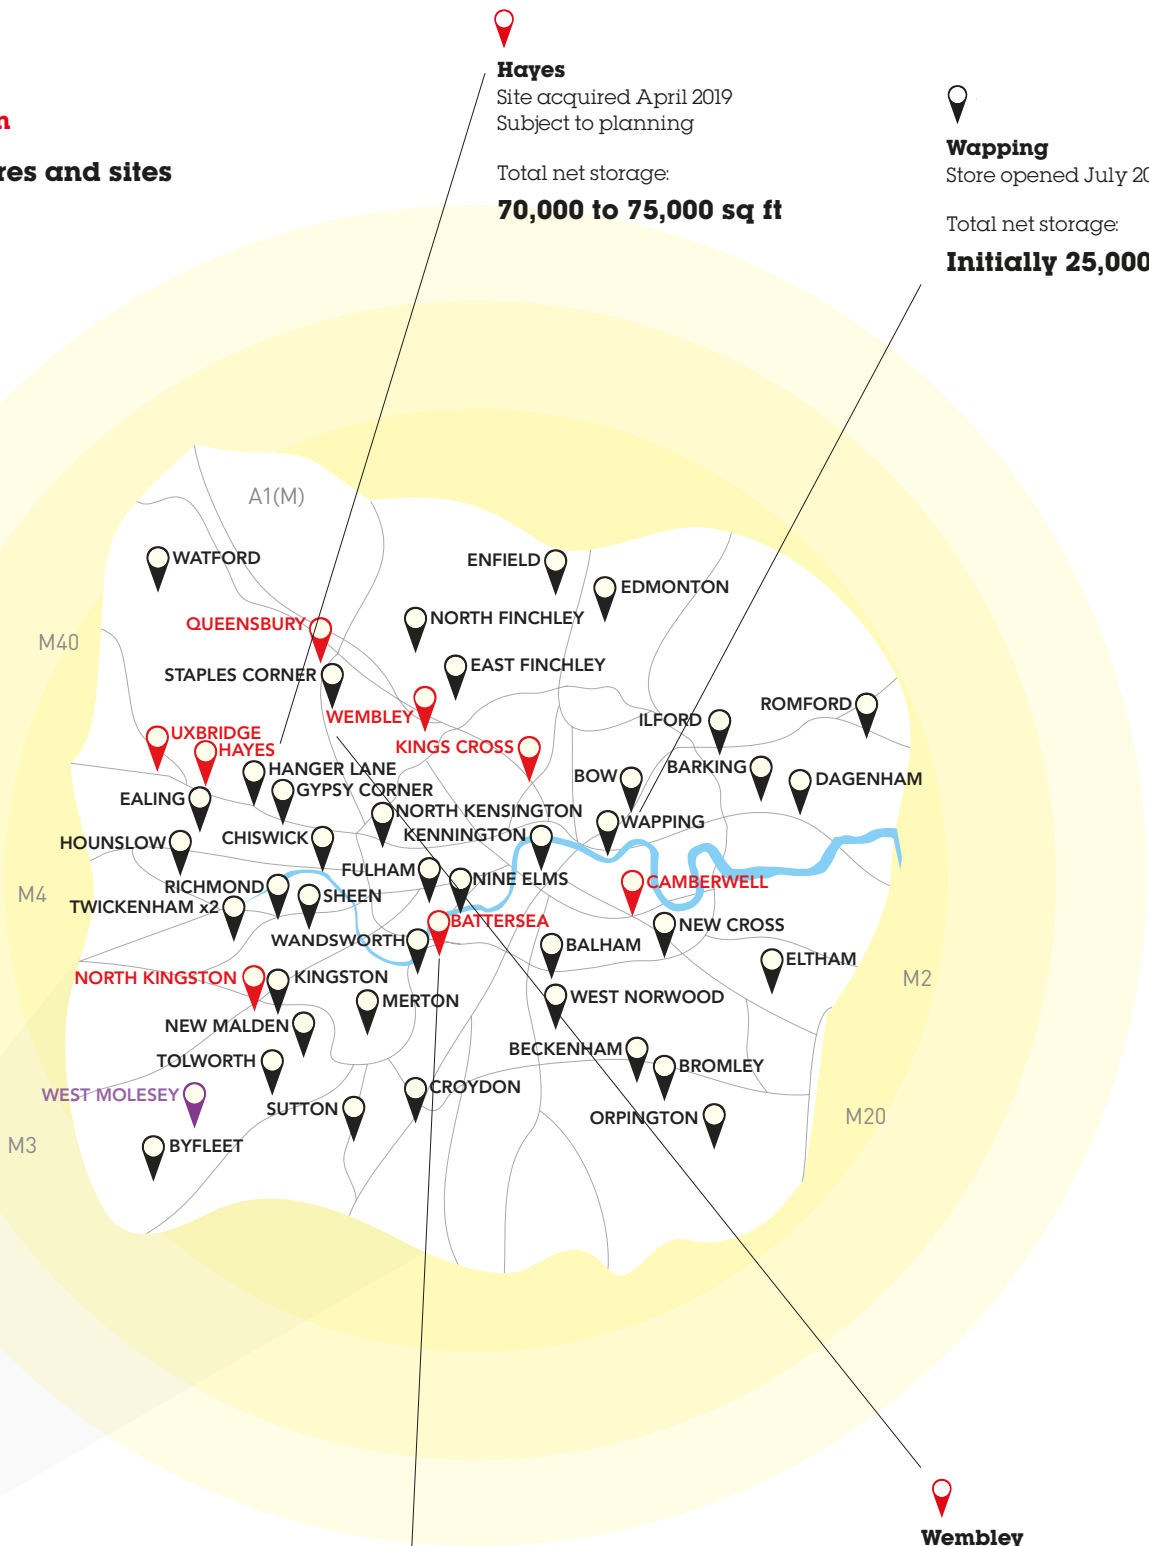 Hayes
Site acquired April 2019
Subject to planning
Total net storage:
70,000 to 75,000 sq ft
Wapping
Store opened July 20
Total net storage:
Initially 25,000
and sites
A1(M)
WATFORD
ENFIELD
EDMONTON
QUEENSBURY
NORTH FINCHLEY
M40
STAPLES CORNER
EAST FINCHLEY
WEMBLEY
ILFORD
ROMFORD
UXBRIDGE
HAYES
KINGS CROSS
HANGER LANE
BOW
BARKING
DAGENHAM
EALING
GYPSY CORNER
NORTH KENSINGTON
WAPPING
HOUNSLOW
CHISWICK
KENNINGTON
M4
RICHMOND
FULHAM
NINE ELMS
CAMBERWELL
TWICKENHAM x2
SHEEN
BATTERSEA
NEW CROSS
WANDSWORTH
BALHAM
ELTHAM
NORTH KINGSTON
KINGSTON
M2
MERTON
WEST NORWOOD
NEW MALDEN
BECKENHAM
TOLWORTH
BROMLEY
WEST MOLESEY
CROYDON
SUTTON
ORPINGTON
M20
M3
BYFLEET
Wembley